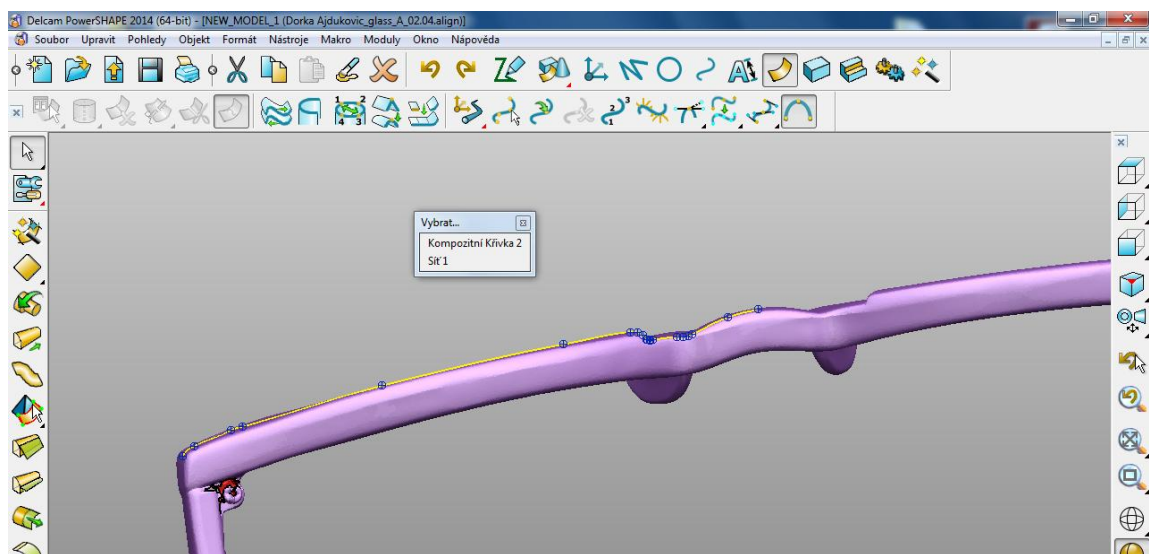 Delcam PowerSHAPE 2014 (64-bit) - [NEW_MODEL_1 (Dorka Ajdukovic_glass_A_02.04.align)]
Soubor Upravit Pohledy Objekt Formát Nástroje Makro Moduly Okno Nápověda
Vybrat...
Kompozitní Křivka 2
Síť 1